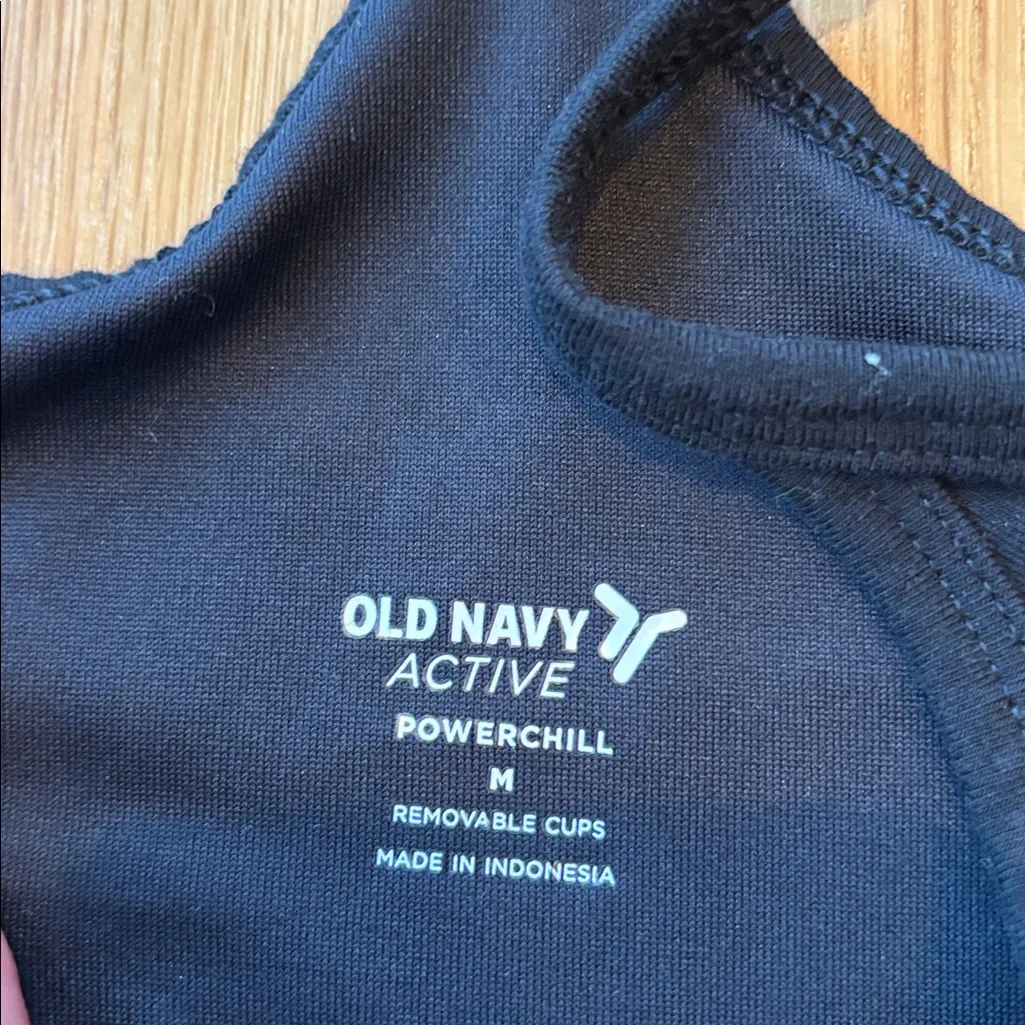 OLD NAVY
ACTIVE
POWERCHILL
M
REMOVABLE CUPS
MADE IN INDONESIA